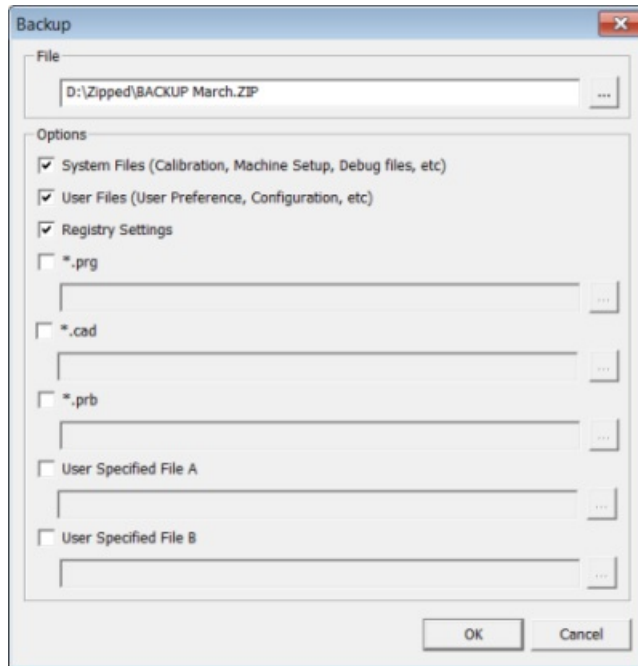 Backup
File
D:\Zipped\BACKUP March.ZIP
...
Options
System Files (Calibration, Machine Setup, Debug files, etc)
User Files (User Preference, Configuration, etc)
Registry Settings
*.prg
...
*.cad
...
*.prb
...
User Specified File A
...
User Specified File B
...
OK Cancel